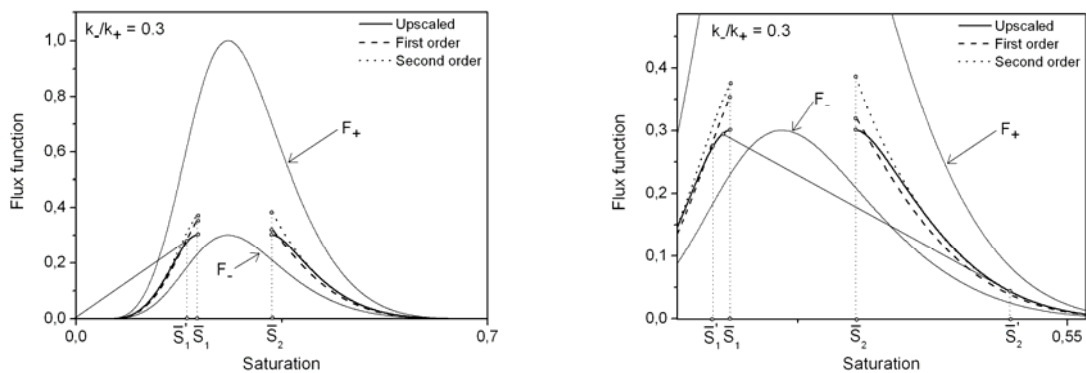 k₋/k₊ = 0.3
Upscaled
First order
Second order
1,0
0,8
0,6
0,4
0,2
0,0
Flux function
F₊
F₋
0,0
S̄₁'
S̄₁
S̄₂
0,7
Saturation
k₋/k₊ = 0.3
Upscaled
First order
Second order
0,4
0,3
0,2
0,1
0,0
Flux function
F₋
F₊
S̄₁'
S̄₁
S̄₂
S̄₂'
0,55
Saturation